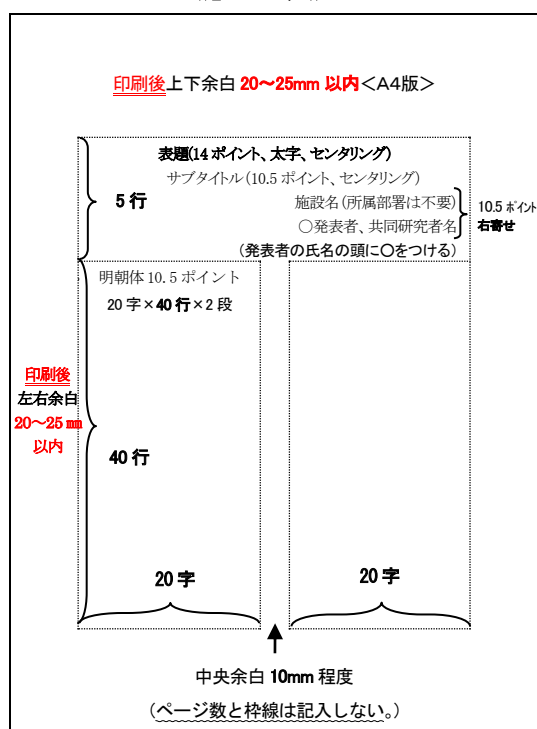 印刷後上下余白 20～25mm 以内＜A4版＞
表題(14 ポイント、太字、センタリング)
サブタイトル(10.5 ポイント、センタリング)
5 行
施設名(所属部署は不要)
○発表者、共同研究者名
10.5 ポイント
右寄せ
(発表者の氏名の頭に○をつける)
明朝体 10.5 ポイント
20 字×40 行×2 段
印刷後
左右余白
20～25 ㎜
以内
40 行
20 字
20 字
中央余白 10mm 程度
(ページ数と枠線は記入しない。)